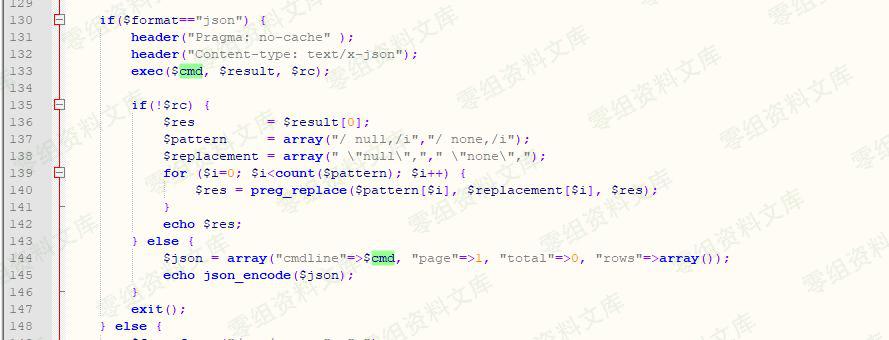 129
130 if($format=="json") {
131 header("Pragma: no-cache" );
132 header("Content-type: text/x-json");
133 exec($cmd, $result, $rc);
134
135 if(!$rc) {
136 $res = $result[0];
137 $pattern = array("/ null,/i","/ none,/i");
138 $replacement = array(" \"null\","," \"none\",");
139 for ($i=0; $i<count($pattern); $i++) {
140 $res = preg_replace($pattern[$i], $replacement[$i], $res);
141 }
142 echo $res;
143 } else {
144 $json = array("cmdline"=>$cmd, "page"=>1, "total"=>0, "rows"=>array());
145 echo json_encode($json);
146 }
147 exit();
148 } else {
零组资料文库